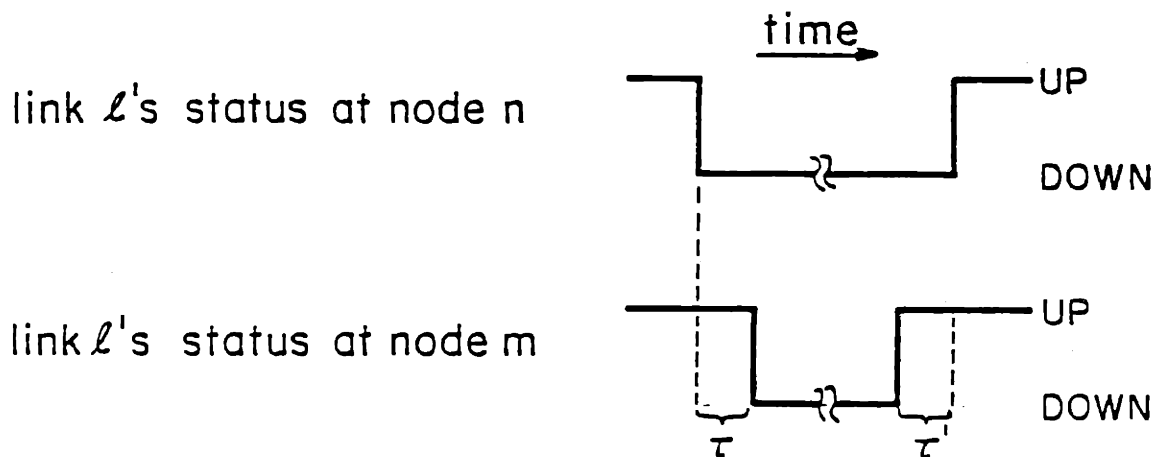 time
link ℓ's status at node n
UP
DOWN
link ℓ's status at node m
UP
DOWN
τ
τ'